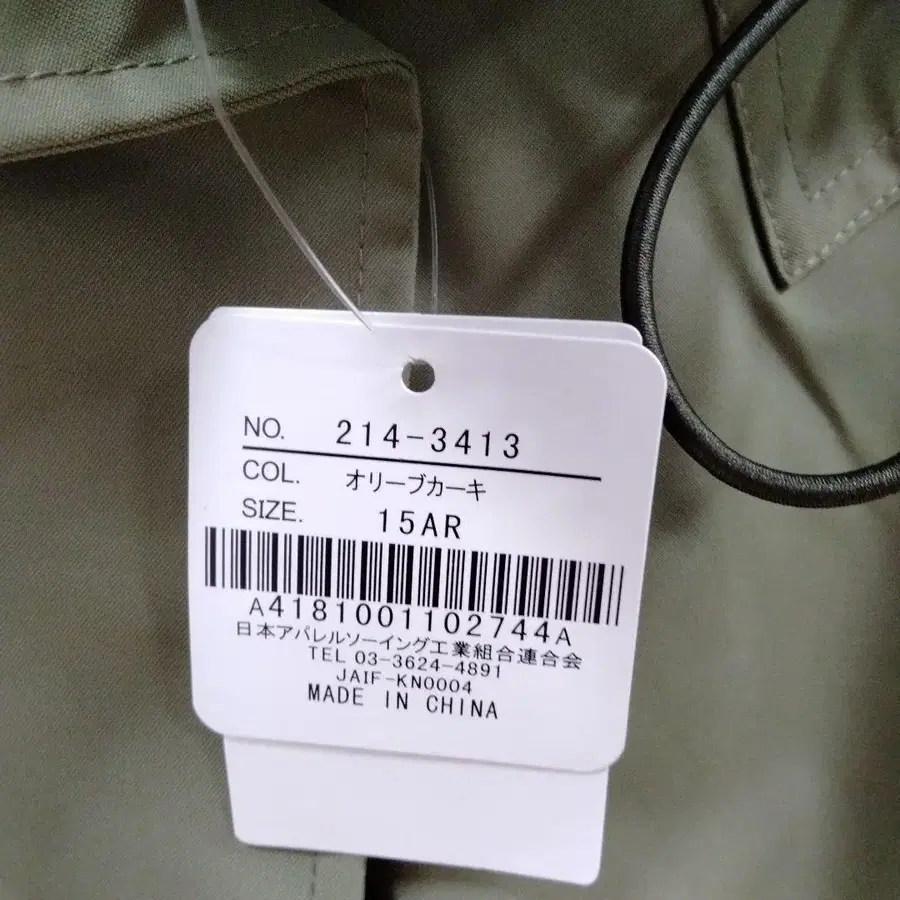 NO. 214-3413
COL. オリーブカーキ
SIZE. 15AR
A4181001102744A
日本アパレルソーイング工業組合連合会
TEL 03-3624-4891
JAIF-KN0004
MADE IN CHINA